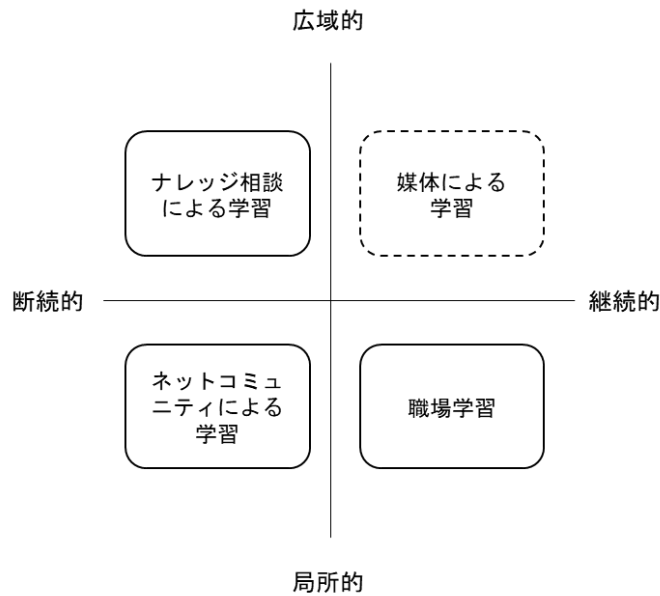 広域的
ナレッジ相談
による学習
媒体による
学習
断続的
継続的
ネットコミュ
ニティによる
学習
職場学習
局所的